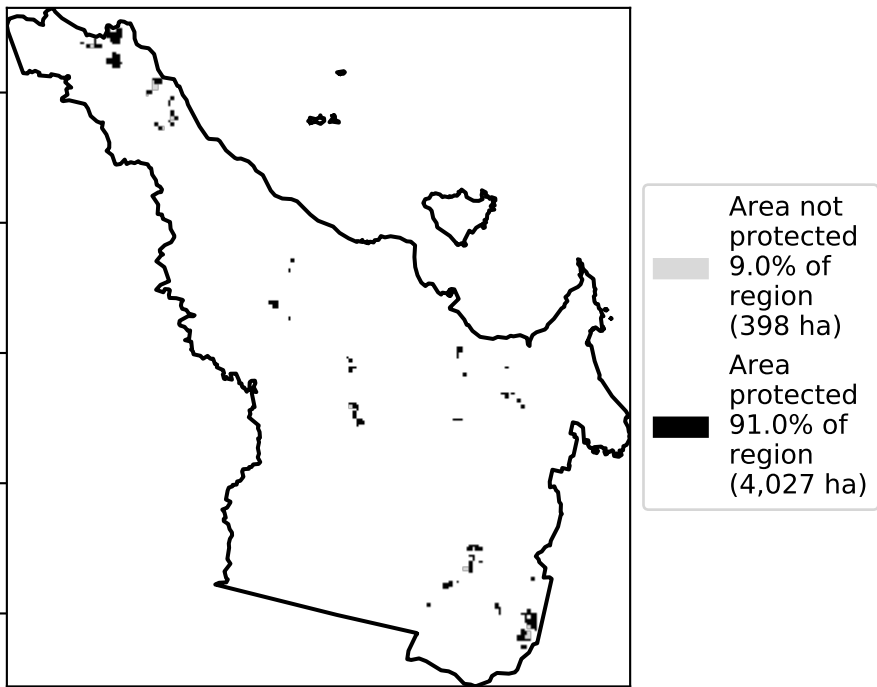 Area not
protected
9.0% of
region
(398 ha)
Area
protected
91.0% of
region
(4,027 ha)